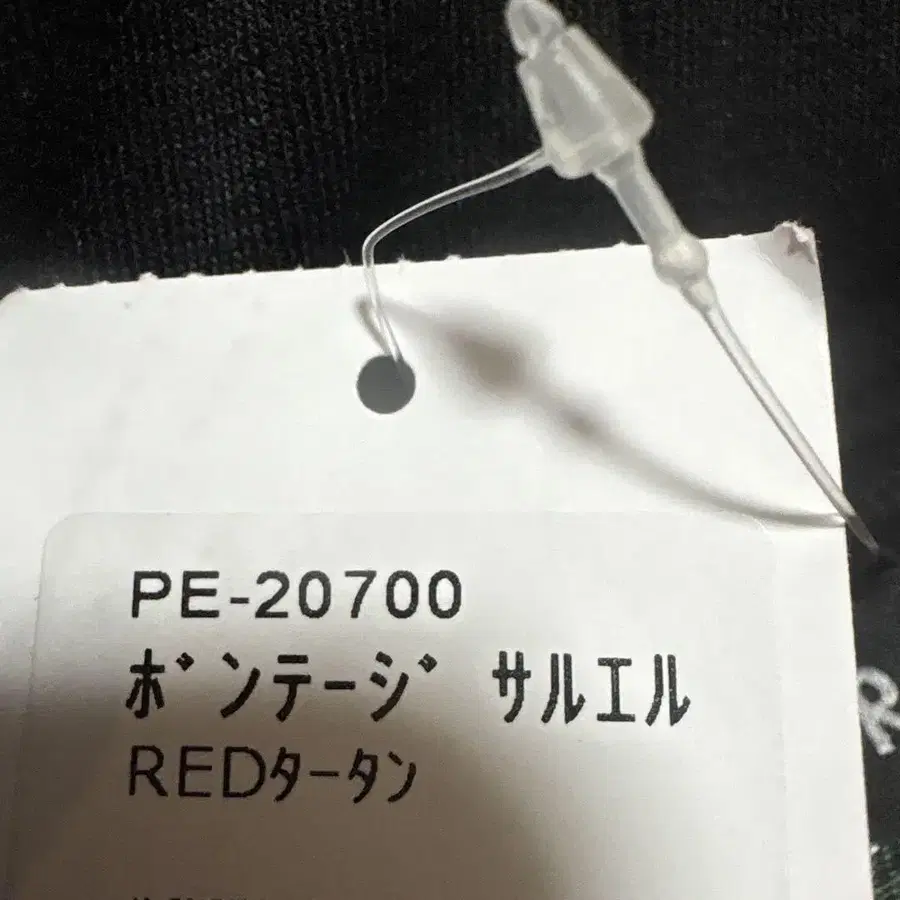 PE-20700
ﾎﾞﾝﾃｰｼﾞ ｻﾙｴﾙ
REDﾀｰﾀﾝ
R